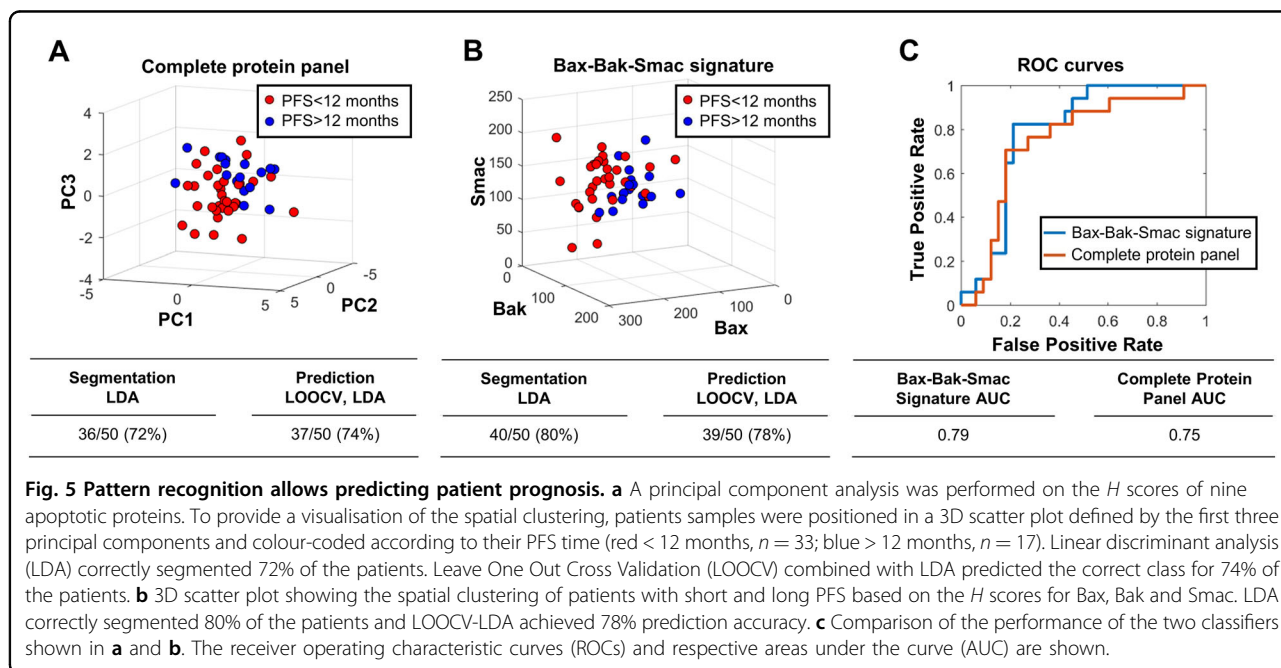 A
Complete protein panel
PFS<12 months
PFS>12 months
4
2
0
-2
-4
PC3
-5
0
5
PC1
5
0
-5
PC2
B
Bax-Bak-Smac signature
PFS<12 months
PFS>12 months
250
200
150
100
50
0
Smac
0
100
200
Bak
300
200
100
0
Bax
C
ROC curves
1
0.8
0.6
0.4
0.2
0
True Positive Rate
Bax-Bak-Smac signature
Complete protein panel
0
0.2
0.4
0.6
0.8
1
False Positive Rate
Segmentation
LDA
Prediction
LOOCV, LDA
36/50 (72%)
37/50 (74%)
Segmentation
LDA
Prediction
LOOCV, LDA
40/50 (80%)
39/50 (78%)
Bax-Bak-Smac
Signature AUC
Complete Protein
Panel AUC
0.79
0.75
Fig. 5 Pattern recognition allows predicting patient prognosis. a A principal component analysis was performed on the H scores of nine
apoptotic proteins. To provide a visualisation of the spatial clustering, patients samples were positioned in a 3D scatter plot defined by the first three
principal components and colour-coded according to their PFS time (red < 12 months, n = 33; blue > 12 months, n = 17). Linear discriminant analysis
(LDA) correctly segmented 72% of the patients. Leave One Out Cross Validation (LOOCV) combined with LDA predicted the correct class for 74% of
the patients. b 3D scatter plot showing the spatial clustering of patients with short and long PFS based on the H scores for Bax, Bak and Smac. LDA
correctly segmented 80% of the patients and LOOCV-LDA achieved 78% prediction accuracy. c Comparison of the performance of the two classifiers
shown in a and b. The receiver operating characteristic curves (ROCs) and respective areas under the curve (AUC) are shown.